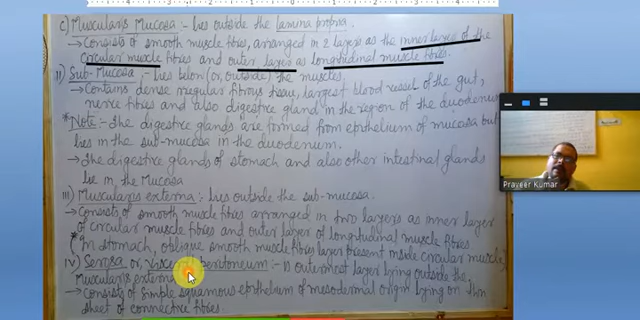 c) Muscularis Mucosa :- lies outside the lamina propria.
→ Consists of smooth muscle fibres, arranged in 2 layers as the inner layer of the
circular muscle fibres and outer layer as longitudinal muscle fibres.
ii) Sub-Mucosa :- lies below (or, outside) the muscles.
→ Contains dense irregular fibrous tissue, largest blood vessel of the gut,
nerve fibres and also digestive gland in the region of the duodenum
* Note :- The digestive glands are formed from epithelium of mucosa but
lies in the sub-mucosa in the duodenum.
→ The digestive glands of stomach and also other intestinal glands
lie in the Mucosa
iii) Muscularis externa :- lies outside the sub-mucosa.
→ Consists of smooth muscle fibres arranged in two layers as inner layer
of circular muscle fibres and outer layer of longitudinal muscle fibres.
* (In stomach, oblique smooth muscle fibres layer present inside circular muscle)
iv) Serosa or, visceral peritoneum :- is outermost layer lying outside the
Muscularis externa
→ Consists of simple squamous epithelium of mesodermal origin lying on thin
sheet of connective fibres.
Praveer Kumar